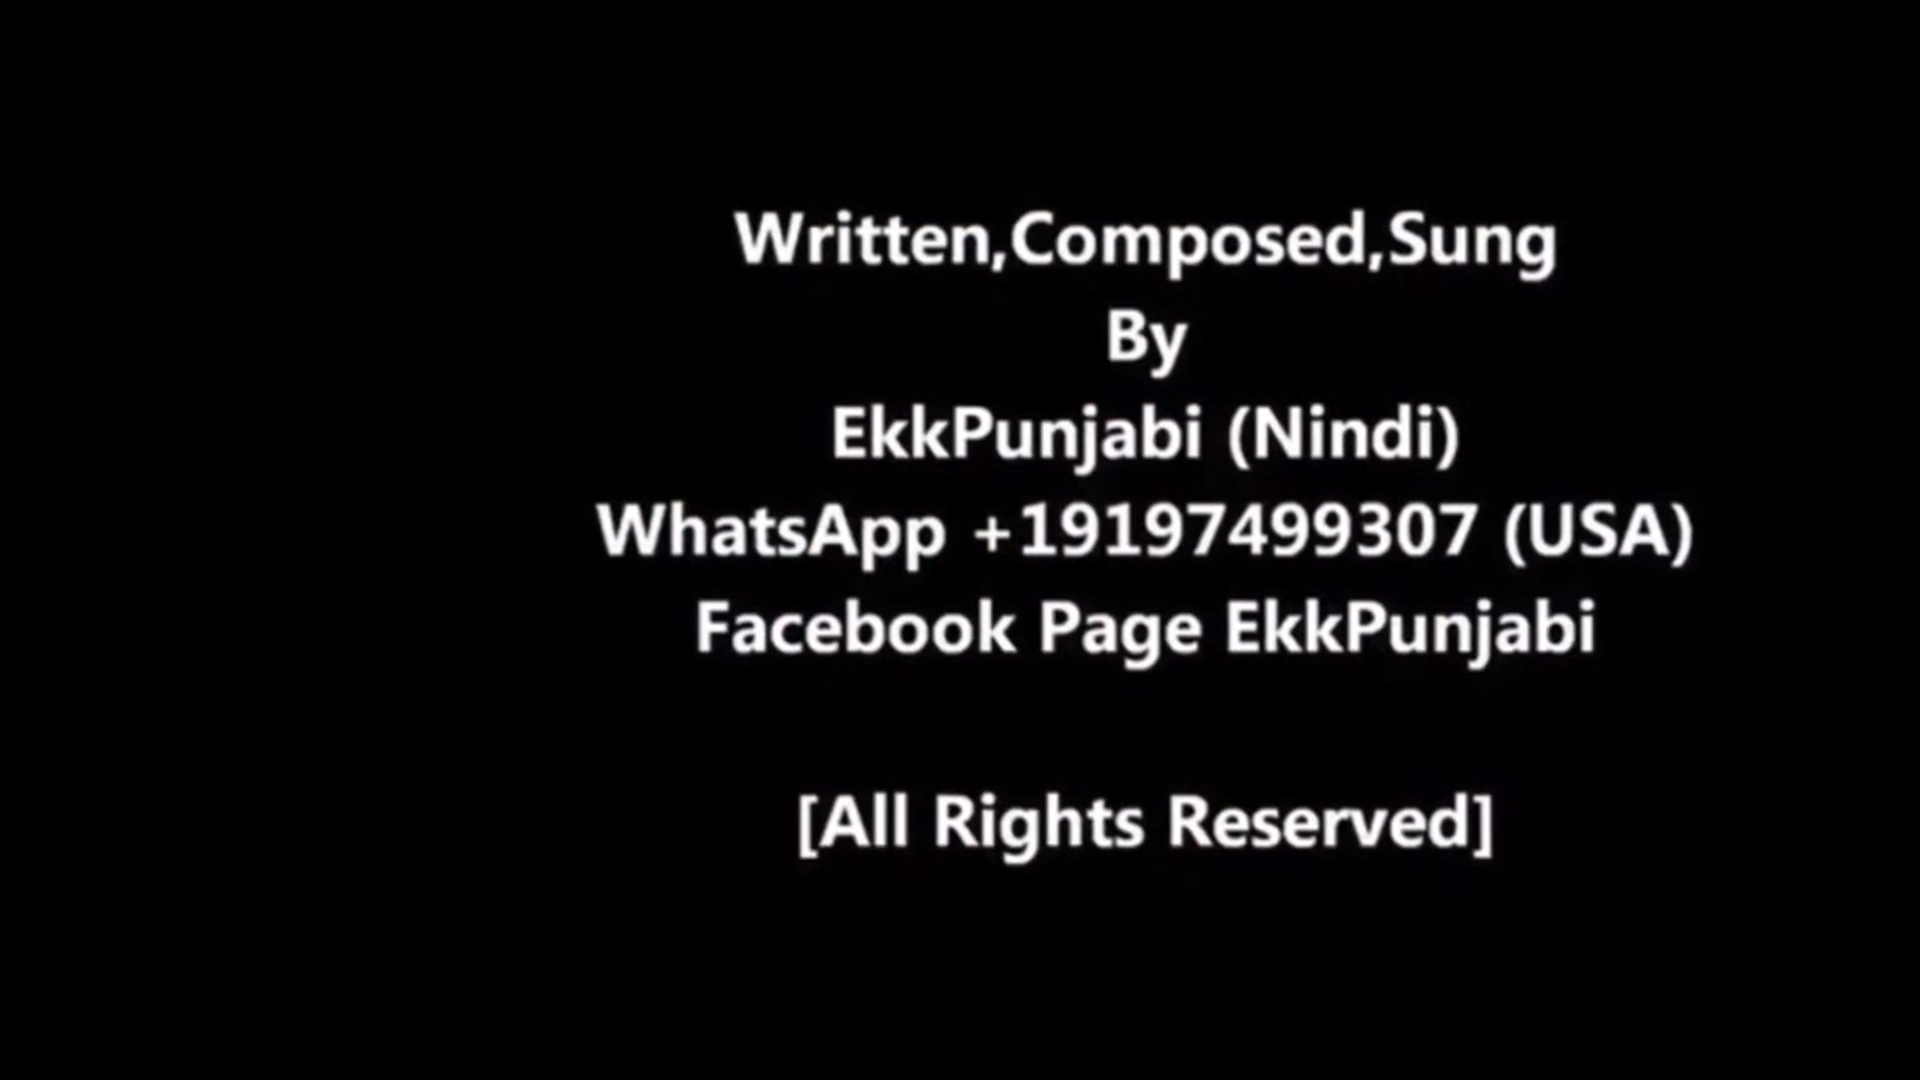 Written,Composed,Sung
By
EkkPunjabi (Nindi)
WhatsApp +19197499307 (USA)
Facebook Page EkkPunjabi
[All Rights Reserved]